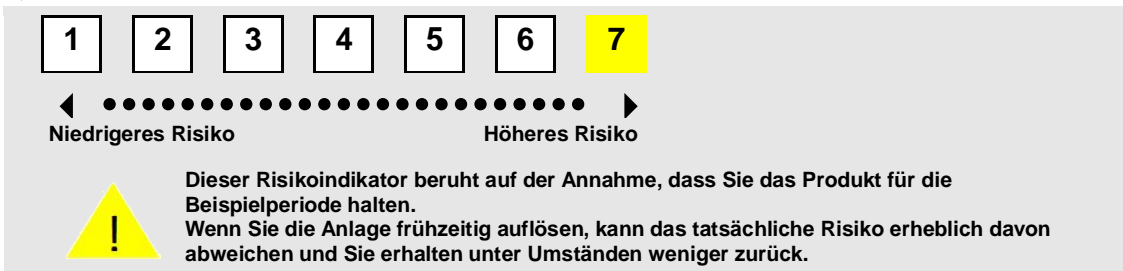 1 2 3 4 5 6 7
Niedrigeres Risiko Höheres Risiko
Dieser Risikoindikator beruht auf der Annahme, dass Sie das Produkt für die
Beispielperiode halten.
Wenn Sie die Anlage frühzeitig auflösen, kann das tatsächliche Risiko erheblich davon
abweichen und Sie erhalten unter Umständen weniger zurück.
!